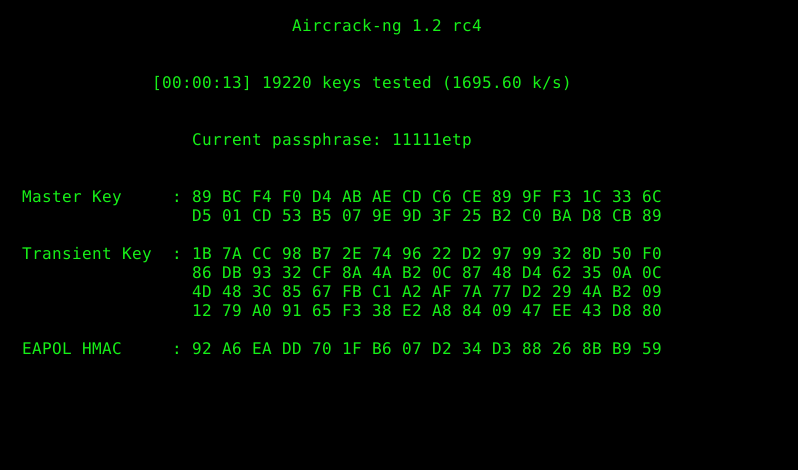 Aircrack-ng 1.2 rc4
[00:00:13] 19220 keys tested (1695.60 k/s)
Current passphrase: 11111etp
Master Key : 89 BC F4 F0 D4 AB AE CD C6 CE 89 9F F3 1C 33 6C
D5 01 CD 53 B5 07 9E 9D 3F 25 B2 C0 BA D8 CB 89
Transient Key : 1B 7A CC 98 B7 2E 74 96 22 D2 97 99 32 8D 50 F0
86 DB 93 32 CF 8A 4A B2 0C 87 48 D4 62 35 0A 0C
4D 48 3C 85 67 FB C1 A2 AF 7A 77 D2 29 4A B2 09
12 79 A0 91 65 F3 38 E2 A8 84 09 47 EE 43 D8 80
EAPOL HMAC : 92 A6 EA DD 70 1F B6 07 D2 34 D3 88 26 8B B9 59